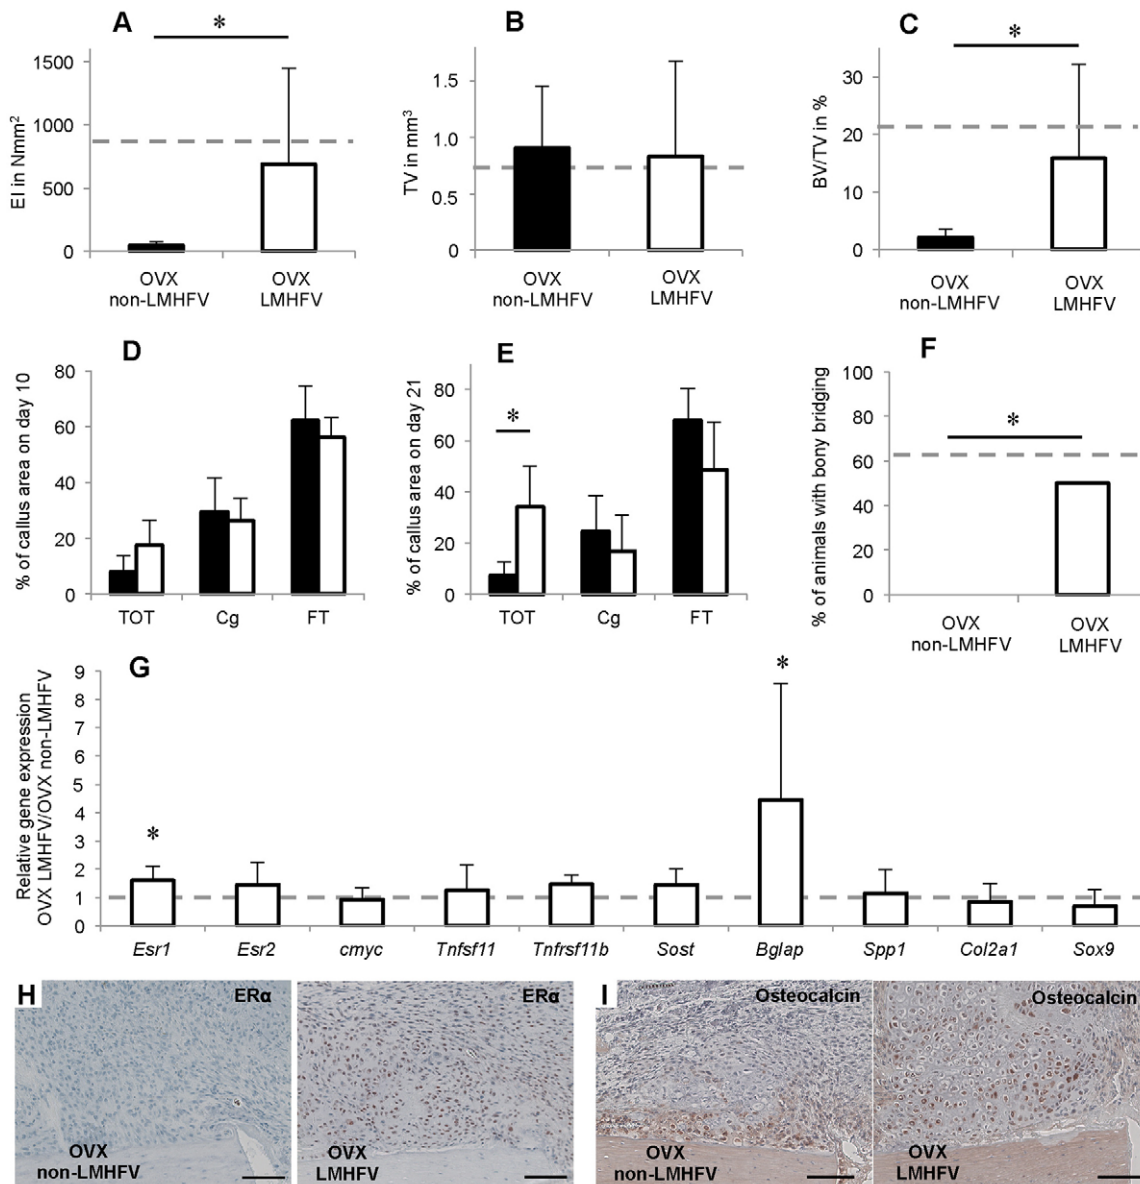 A
*
EI in Nmm²
1500
1000
500
0
OVX
non-LMHFV
OVX
LMHFV
B
TV in mm³
1.5
1.0
0.5
0
OVX
non-LMHFV
OVX
LMHFV
C
*
BV/TV in %
30
20
10
0
OVX
non-LMHFV
OVX
LMHFV
D
% of callus area on day 10
80
60
40
20
0
TOT
Cg
FT
E
% of callus area on day 21
80
60
40
20
0
*
TOT
Cg
FT
F
% of animals with bony bridging
100
80
60
40
20
0
*
OVX
non-LMHFV
OVX
LMHFV
G
Relative gene expression
OVX LMHFV/OVX non-LMHFV
9
8
7
6
5
4
3
2
1
0
*
*
Esr1
Esr2
cmyc
Tnfsf11
Tnfrsf11b
Sost
Bglap
Spp1
Col2a1
Sox9
H
ERα
OVX
non-LMHFV
ERα
OVX
LMHFV
I
Osteocalcin
OVX
non-LMHFV
Osteocalcin
OVX
LMHFV